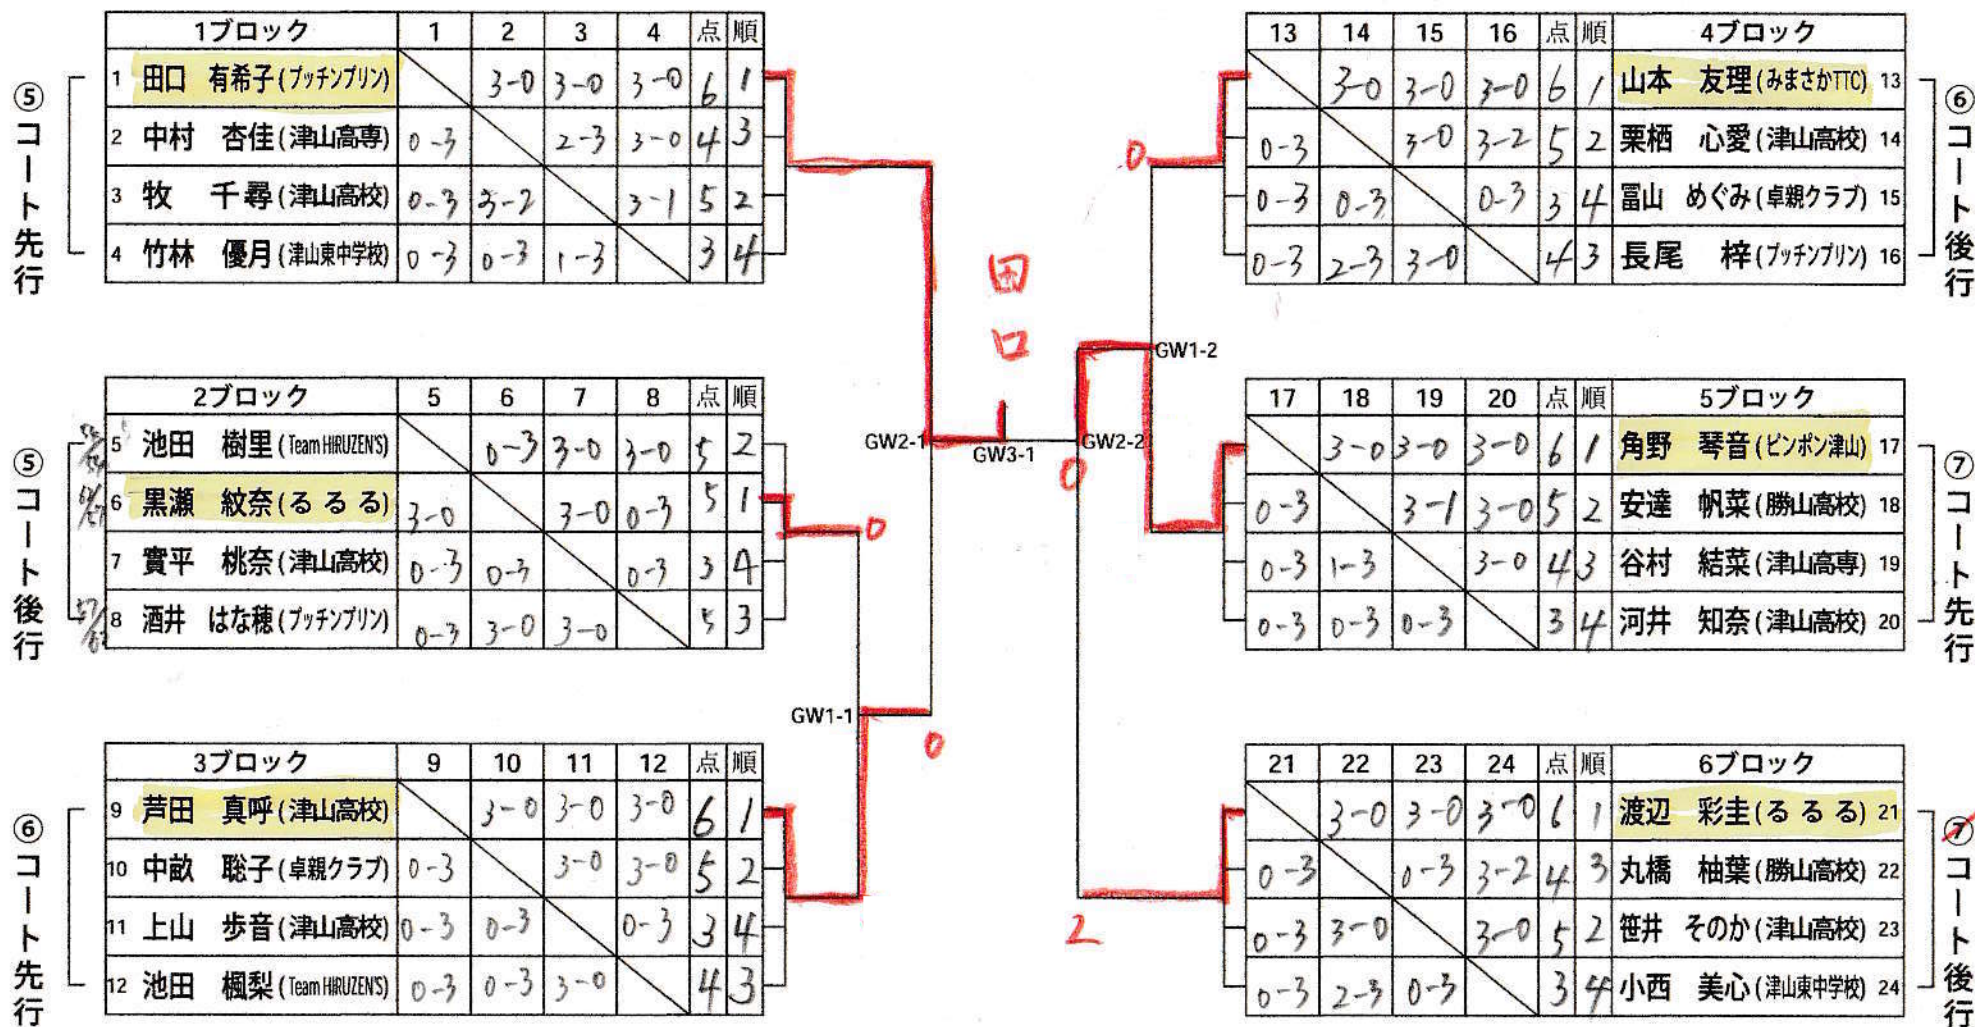 1ブロック 1 2 3 4 点 順
1 田口 有希子(プッチンプリン) 3-0 3-0 3-0 6 1
2 中村 杏佳(津山高専) 0-3 2-3 3-0 4 3
3 牧 千尋(津山高校) 0-3 3-2 3-1 5 2
4 竹林 優月(津山東中学校) 0-3 0-3 1-3 3 4
⑤コート先行
2ブロック 5 6 7 8 点 順
5 池田 樹里(Team HIRUZEN'S) 0-3 3-0 3-0 5 2
6 黒瀬 紋奈(るるる) 3-0 3-0 0-3 5 1
7 實平 桃奈(津山高校) 0-3 0-3 0-3 3 4
8 酒井 はな穂(プッチンプリン) 0-3 3-0 3-0 5 3
⑤コート後行
3ブロック 9 10 11 12 点 順
9 芦田 真呼(津山高校) 3-0 3-0 3-0 6 1
10 中畝 聡子(卓親クラブ) 0-3 3-0 3-0 5 2
11 上山 歩音(津山高校) 0-3 0-3 0-3 3 4
12 池田 楓梨(Team HIRUZEN'S) 0-3 0-3 3-0 4 3
⑥コート先行
田口
GW2-1
GW3-1
GW2-2
GW1-2
GW1-1
0
0
0
0
2
13 14 15 16 点 順 4ブロック
3-0 3-0 3-0 6 1 山本 友理(みまさかTTC) 13
0-3 3-0 3-2 5 2 栗栖 心愛(津山高校) 14
0-3 0-3 0-3 3 4 冨山 めぐみ(卓親クラブ) 15
0-3 2-3 3-0 4 3 長尾 梓(プッチンプリン) 16
⑥コート後行
17 18 19 20 点 順 5ブロック
3-0 3-0 3-0 6 1 角野 琴音(ピンポン津山) 17
0-3 3-1 3-0 5 2 安達 帆菜(勝山高校) 18
0-3 1-3 3-0 4 3 谷村 結菜(津山高専) 19
0-3 0-3 0-3 3 4 河井 知奈(津山高校) 20
⑦コート先行
21 22 23 24 点 順 6ブロック
3-0 3-0 3-0 6 1 渡辺 彩圭(るるる) 21
0-3 0-3 3-2 4 3 丸橋 柚葉(勝山高校) 22
0-3 3-0 3-0 5 2 笹井 そのか(津山高校) 23
0-3 2-3 0-3 3 4 小西 美心(津山東中学校) 24
⑦コート後行